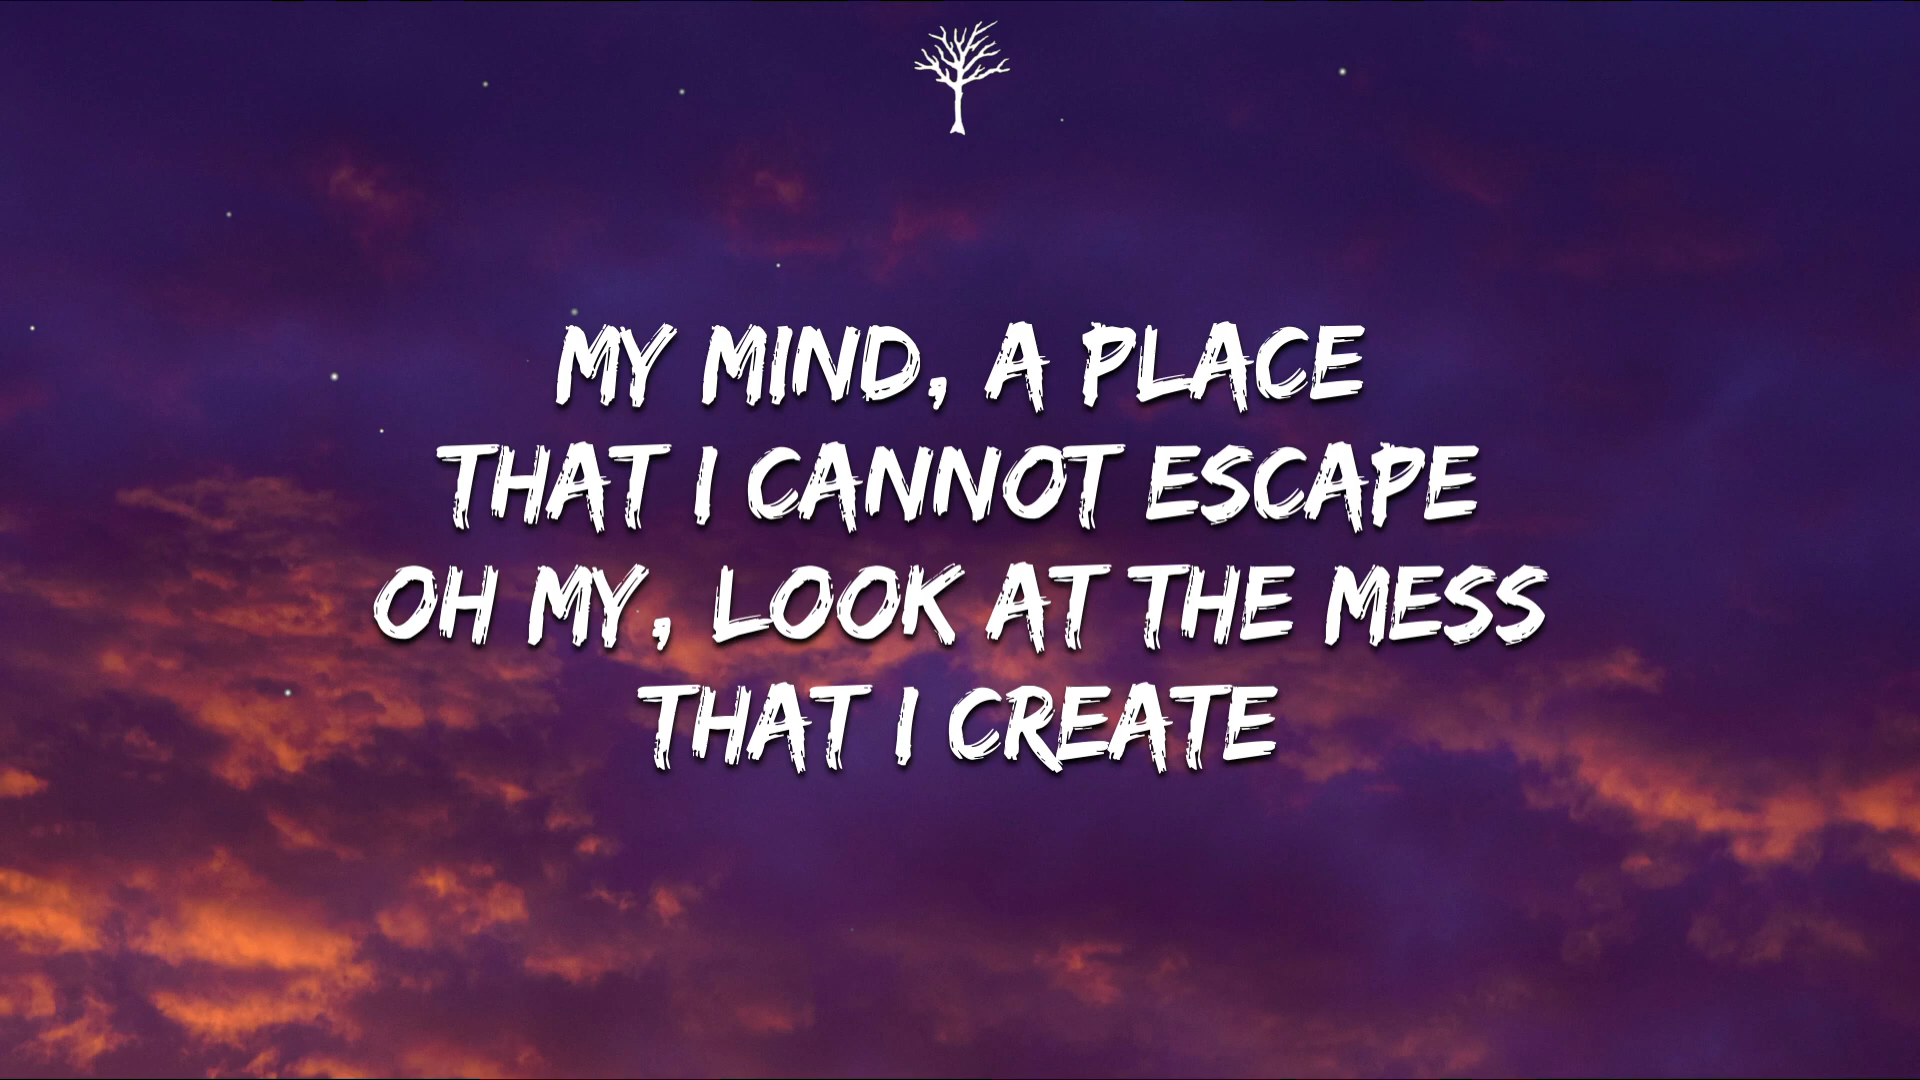 MY MIND, A PLACE
THAT I CANNOT ESCAPE
OH MY, LOOK AT THE MESS
THAT I CREATE